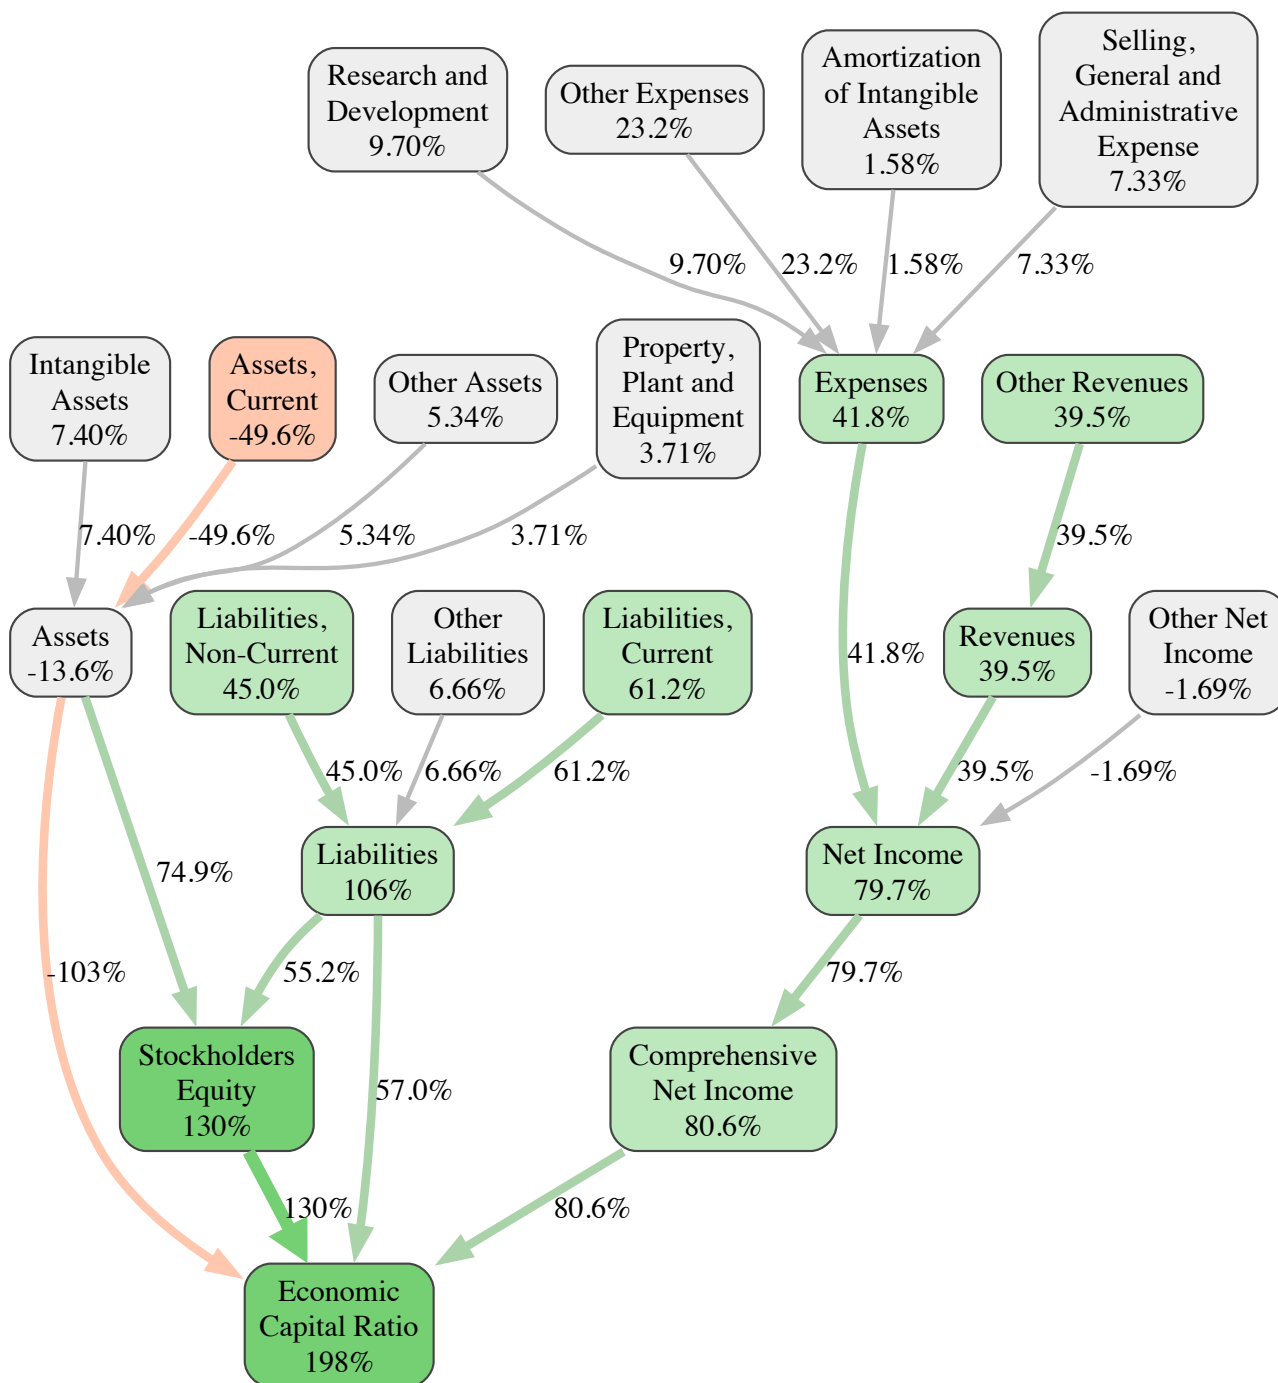 Research and
Development
9.70%
Other Expenses
23.2%
Amortization
of Intangible
Assets
1.58%
Selling,
General and
Administrative
Expense
7.33%
9.70%
23.2%
1.58%
7.33%
Intangible
Assets
7.40%
Assets,
Current
-49.6%
Other Assets
5.34%
Property,
Plant and
Equipment
3.71%
Expenses
41.8%
Other Revenues
39.5%
7.40%
-49.6%
5.34%
3.71%
39.5%
Assets
-13.6%
Liabilities,
Non-Current
45.0%
Other
Liabilities
6.66%
Liabilities,
Current
61.2%
41.8%
Revenues
39.5%
Other Net
Income
-1.69%
45.0%
6.66%
61.2%
39.5%
-1.69%
74.9%
Liabilities
106%
Net Income
79.7%
-103%
55.2%
79.7%
Stockholders
Equity
130%
57.0%
Comprehensive
Net Income
80.6%
130%
80.6%
Economic
Capital Ratio
198%